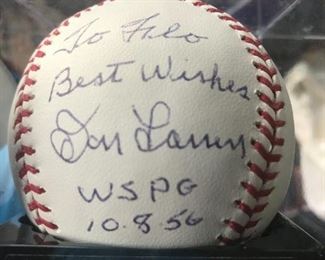 To Filo
Best Wishes
Don Larsen
WSPG
10.8.56